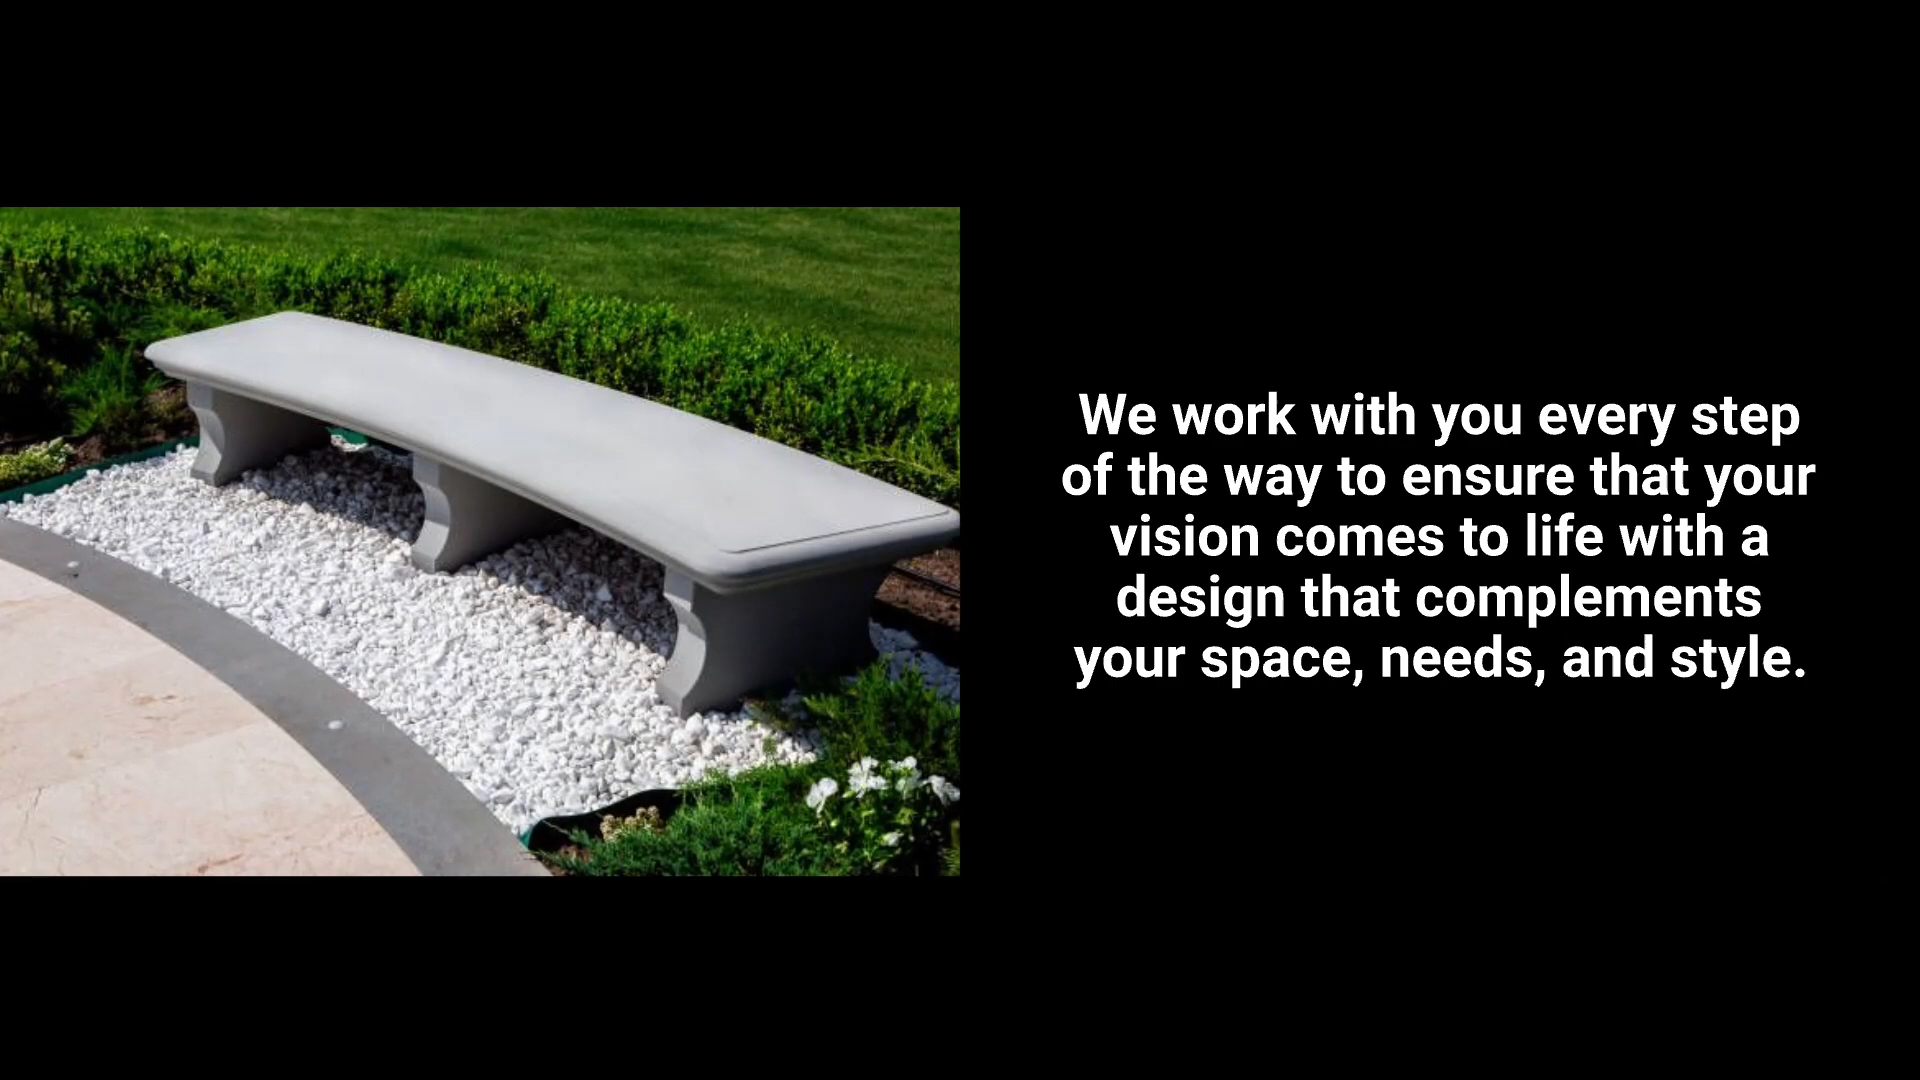 We work with you every step
of the way to ensure that your
vision comes to life with a
design that complements
your space, needs, and style.